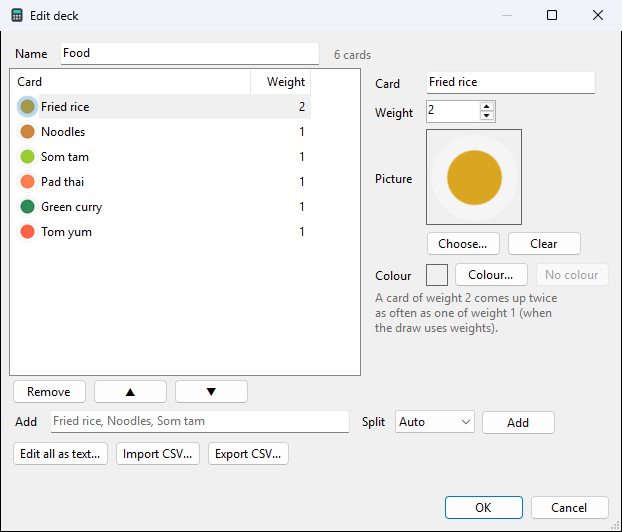 Edit deck
Name Food 6 cards
Card Weight
Fried rice 2
Noodles 1
Som tam 1
Pad thai 1
Green curry 1
Tom yum 1
Card Fried rice
Weight 2
Picture
Choose... Clear
Colour Colour... No colour
A card of weight 2 comes up twice
as often as one of weight 1 (when
the draw uses weights).
Remove ▲ ▼
Add Fried rice, Noodles, Som tam Split Auto Add
Edit all as text... Import CSV... Export CSV...
OK Cancel